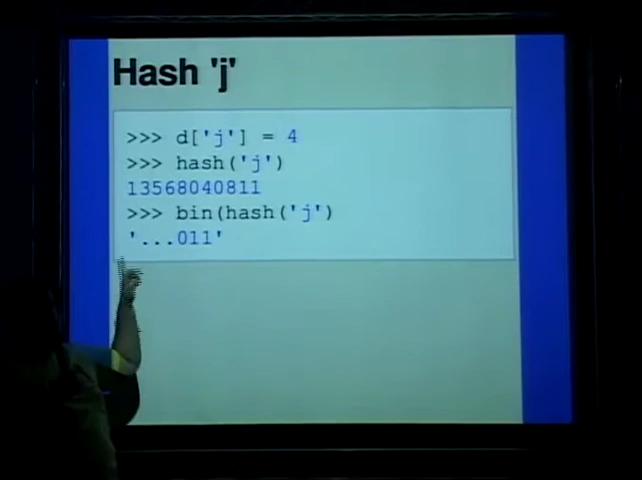 Hash 'j'
>>> d['j'] = 4
>>> hash('j')
13568040811
>>> bin(hash('j')
'...011'